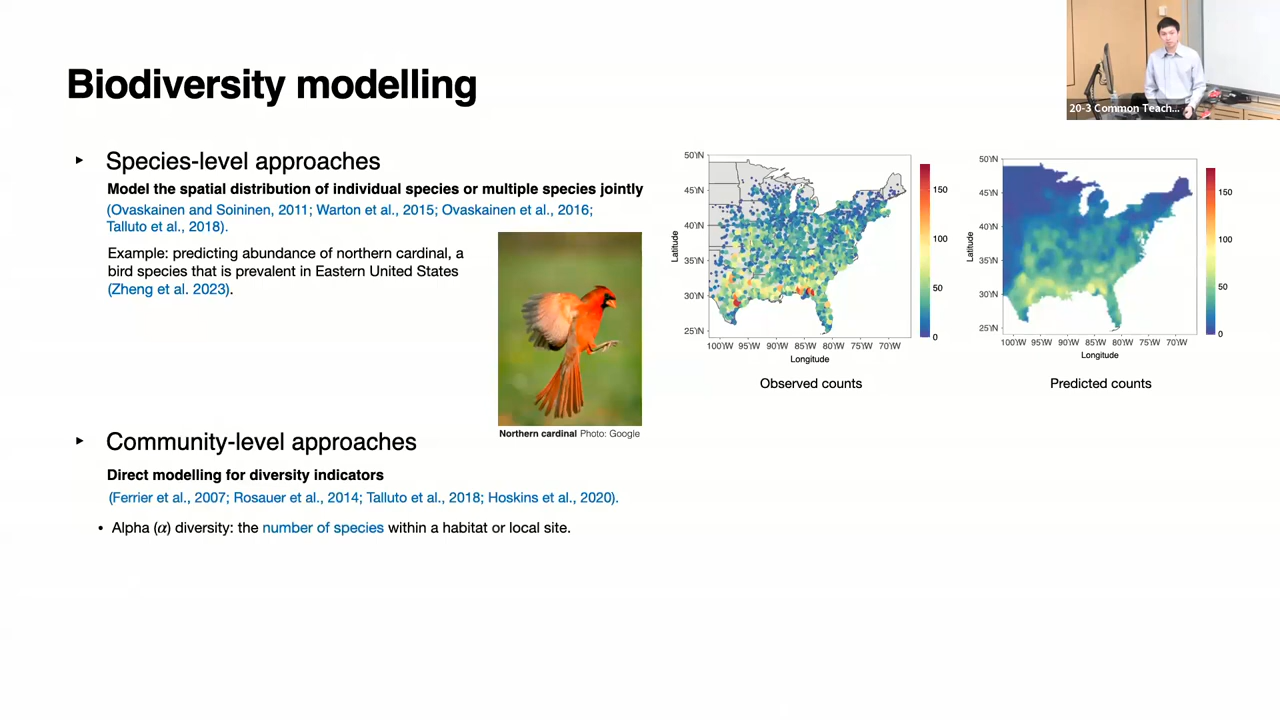 Biodiversity modelling
20-3 Common Teach...
▸ Species-level approaches
Model the spatial distribution of individual species or multiple species jointly
(Ovaskainen and Soininen, 2011; Warton et al., 2015; Ovaskainen et al., 2016;
Talluto et al., 2018).
Example: predicting abundance of northern cardinal, a
bird species that is prevalent in Eastern United States
(Zheng et al. 2023).
Northern cardinal Photo: Google
50°N
45°N
40°N
35°N
30°N
25°N
Latitude
100°W 95°W 90°W 85°W 80°W 75°W 70°W
Longitude
150
100
50
0
Observed counts
50°N
45°N
40°N
35°N
30°N
25°N
Latitude
100°W 95°W 90°W 85°W 80°W 75°W 70°W
Longitude
150
100
50
0
Predicted counts
▸ Community-level approaches
Direct modelling for diversity indicators
(Ferrier et al., 2007; Rosauer et al., 2014; Talluto et al., 2018; Hoskins et al., 2020).
• Alpha (α) diversity: the number of species within a habitat or local site.